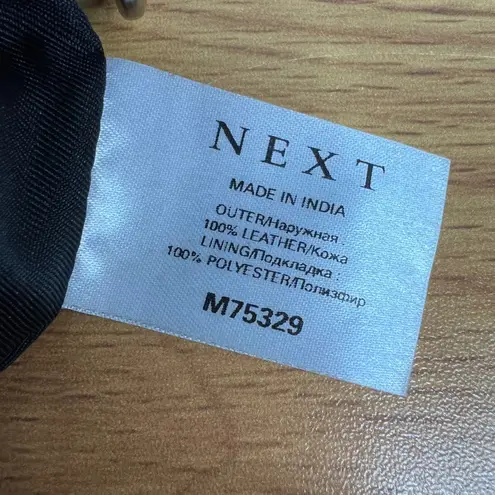 NEXT
MADE IN INDIA
OUTER/Наружная :
100% LEATHER/Кожа
LINING/Подкладка :
100% POLYESTER/Полиэфир
M75329